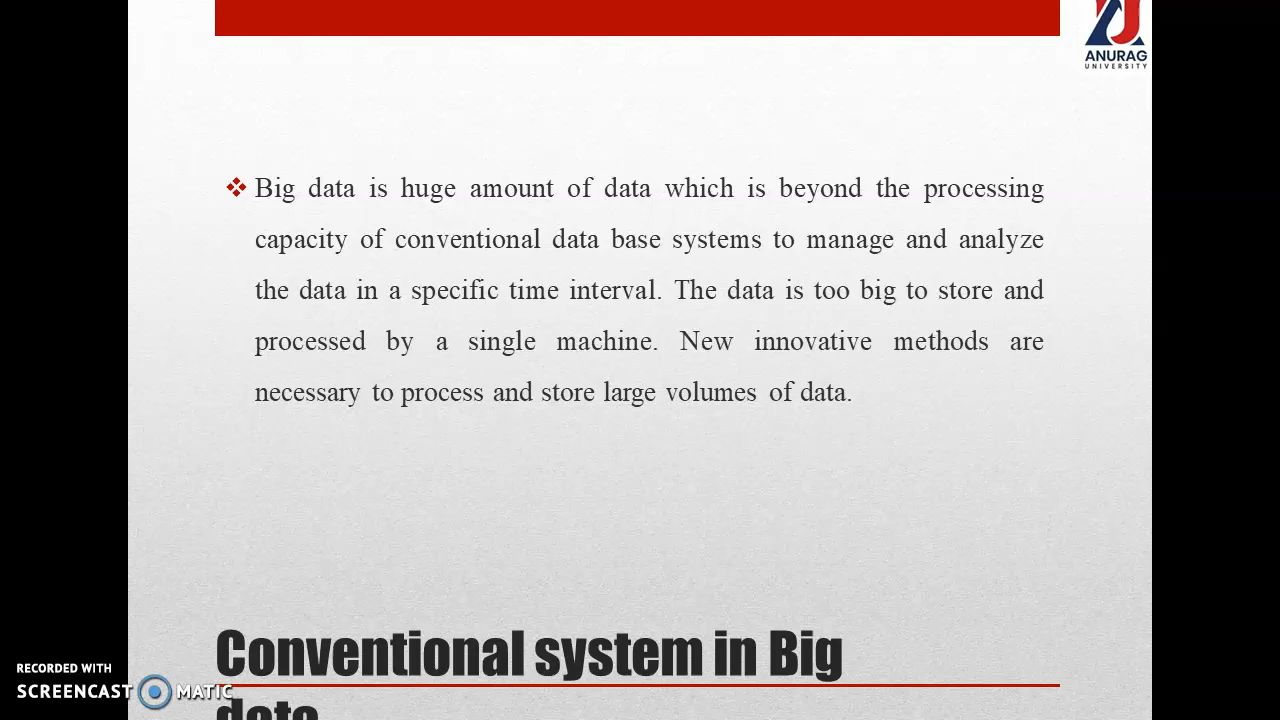 ANURAG
UNIVERSITY
Big data is huge amount of data which is beyond the processing
capacity of conventional data base systems to manage and analyze
the data in a specific time interval. The data is too big to store and
processed by a single machine. New innovative methods are
necessary to process and store large volumes of data.
Conventional system in Big
data
RECORDED WITH
SCREENCAST MATIC